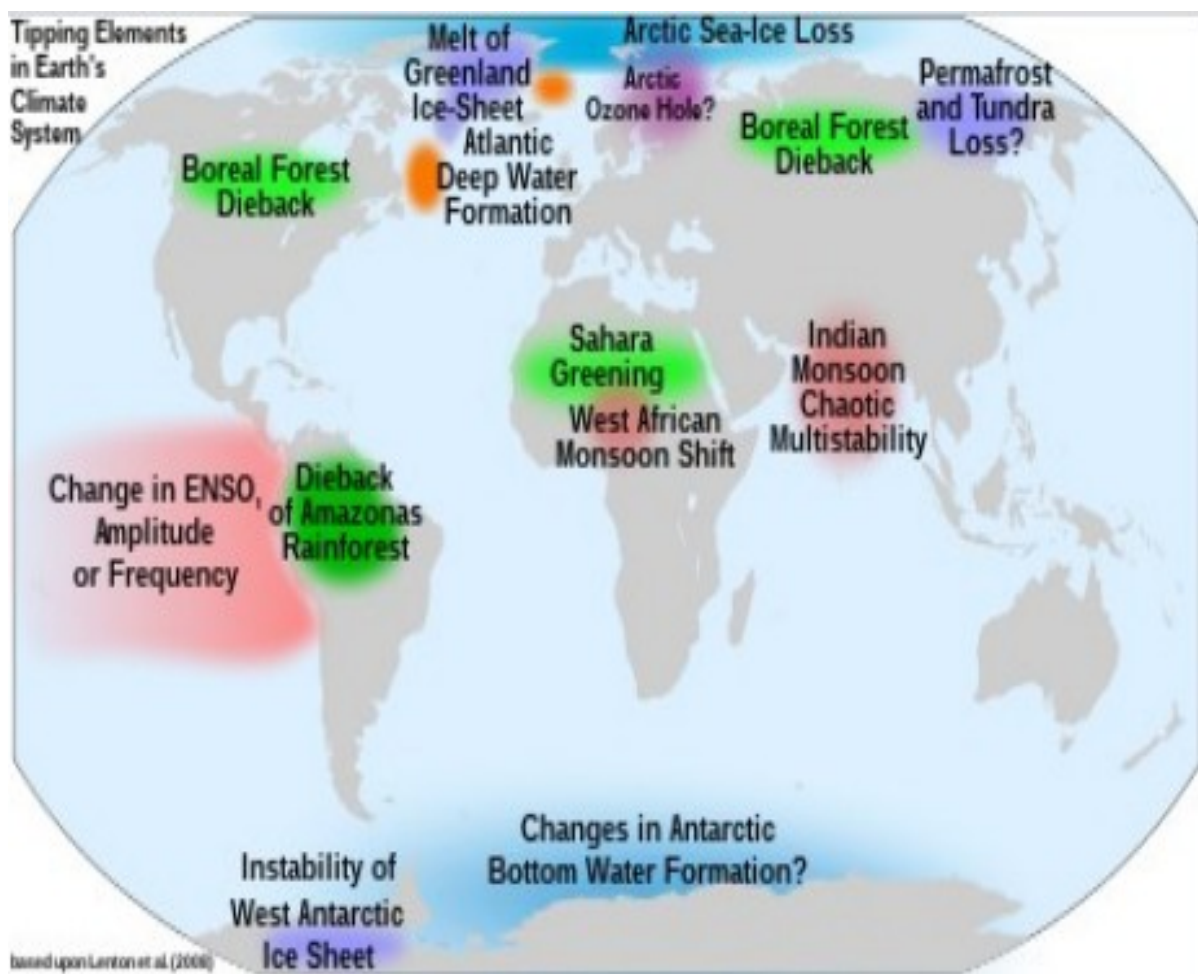 Tipping Elements
in Earth's
Climate
System
Melt of
Greenland
Ice-Sheet
Arctic Sea-Ice Loss
Arctic
Ozone Hole?
Permafrost
and Tundra
Loss?
Boreal Forest
Dieback
Boreal Forest
Dieback
Atlantic
Deep Water
Formation
Sahara
Greening
West African
Monsoon Shift
Indian
Monsoon
Chaotic
Multistability
Change in ENSO,
Amplitude
or Frequency
Dieback
of Amazonas
Rainforest
Changes in Antarctic
Bottom Water Formation?
Instability of
West Antarctic
Ice Sheet
based upon Lenton et al. (2008)